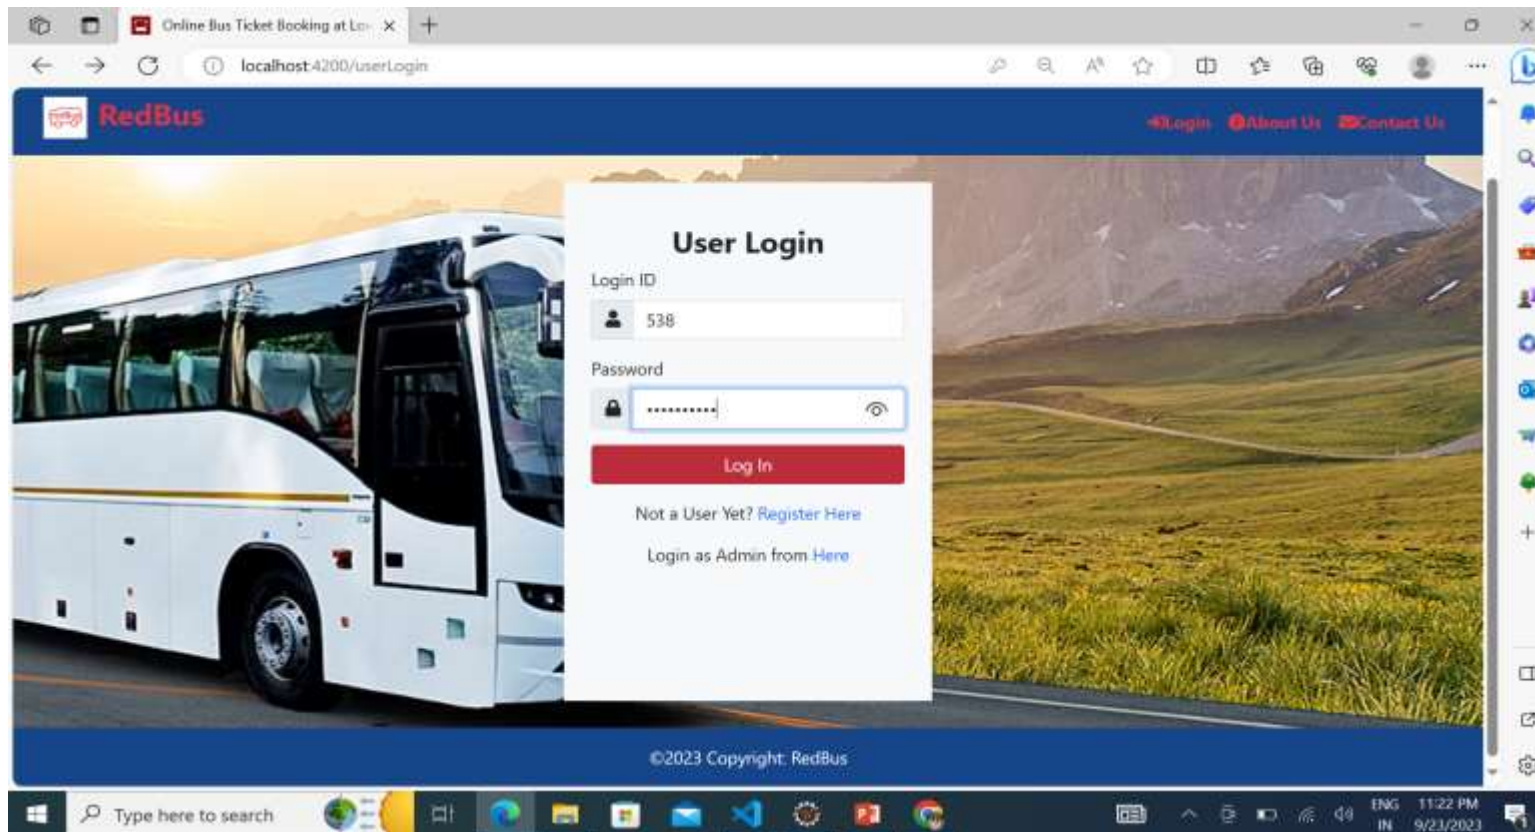 Online Bus Ticket Booking at Lo
localhost:4200/userLogin
RedBus
Login About Us Contact Us
User Login
Login ID
538
Password
••••••••••
Log In
Not a User Yet? Register Here
Login as Admin from Here
©2023 Copyright: RedBus
Type here to search
ENG
IN
11:22 PM
9/23/2023